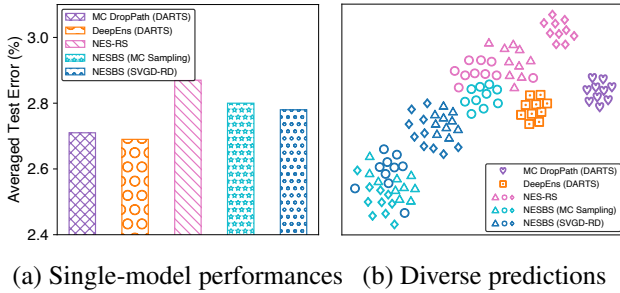 Averaged Test Error (%)
3.0
2.8
2.6
2.4
MC DropPath (DARTS)
DeepEns (DARTS)
NES-RS
NESBS (MC Sampling)
NESBS (SVGD-RD)
MC DropPath (DARTS)
DeepEns (DARTS)
NES-RS
NESBS (MC Sampling)
NESBS (SVGD-RD)
(a) Single-model performances (b) Diverse predictions